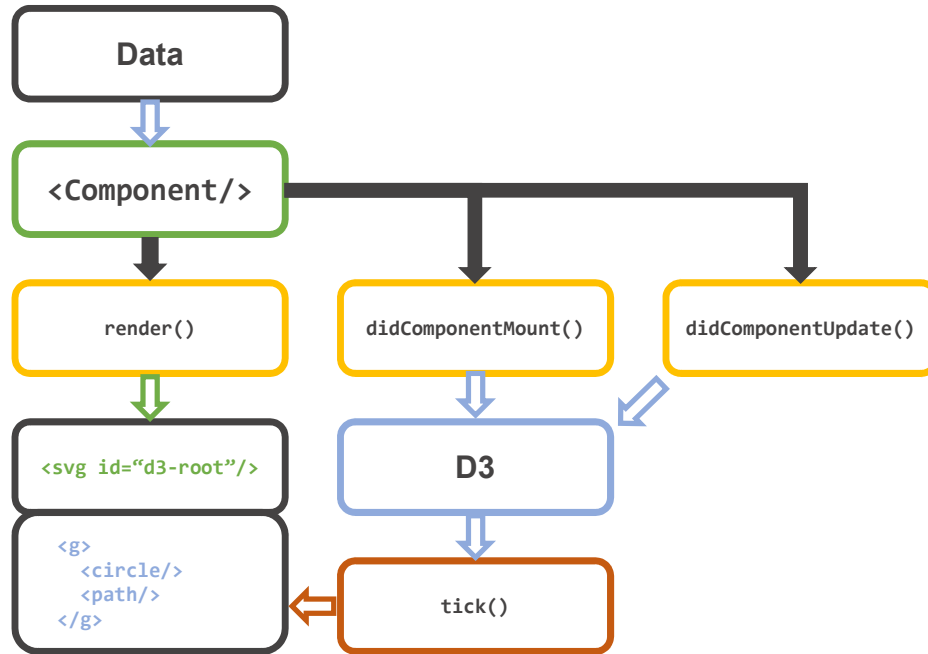 Data
<Component/>
render()
didComponentMount()
didComponentUpdate()
<svg id=“d3-root”/>
D3
<g>
<circle/>
<path/>
</g>
tick()